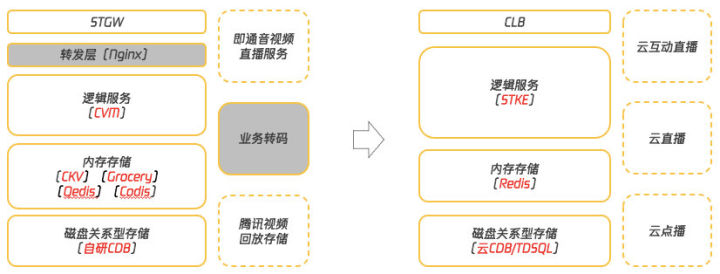 STGW
转发层〔Nginx〕
逻辑服务
〔CVM〕
内存存储
〔CKV〕〔Grocery〕
〔Qedis〕〔Codis〕
磁盘关系型存储
〔自研CDB〕
即通音视频
直播服务
业务转码
腾讯视频
回放存储
CLB
逻辑服务
〔STKE〕
内存存储
〔Redis〕
磁盘关系型存储
〔云CDB/TDSQL〕
云互动直播
云直播
云点播